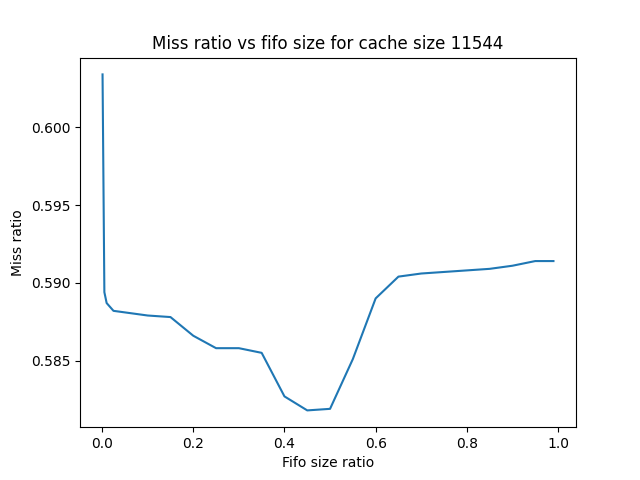 Miss ratio vs fifo size for cache size 11544
0.600
0.595
0.590
0.585
Miss ratio
0.0 0.2 0.4 0.6 0.8 1.0
Fifo size ratio